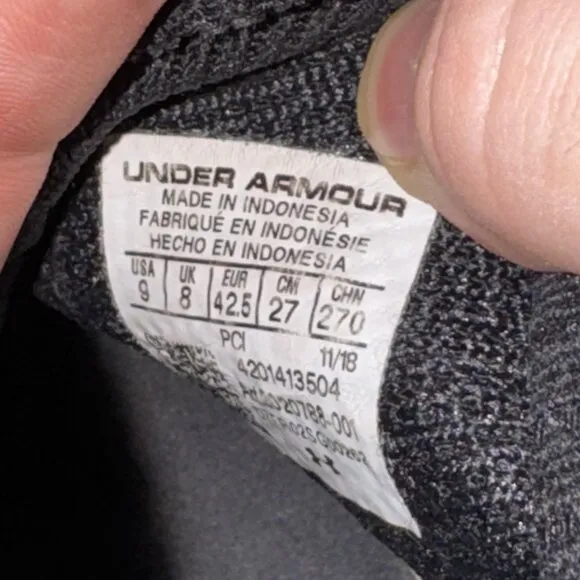 UNDER ARMOUR
MADE IN INDONESIA
FABRIQUÉ EN INDONÉSIE
HECHO EN INDONESIA
USA UK EUR CM CHN
9 8 42.5 27 270
PCI 11/18
4201413504